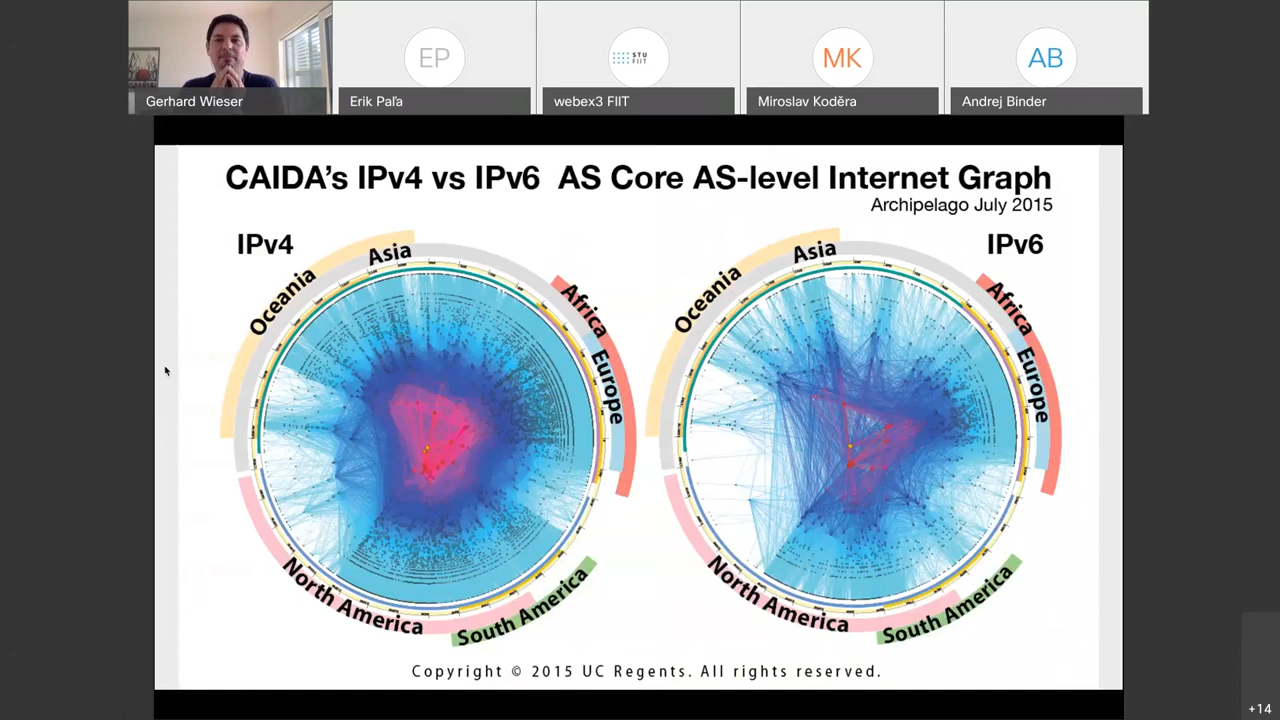 EP
STU
FIIT
MK
AB
Gerhard Wieser
Erik Paľa
webex3 FIIT
Miroslav Koděra
Andrej Binder
CAIDA's IPv4 vs IPv6 AS Core AS-level Internet Graph
Archipelago July 2015
IPv4
IPv6
Asia
Oceania
Africa
Europe
North America
South America
Asia
Oceania
Africa
Europe
North America
South America
Copyright © 2015 UC Regents. All rights reserved.
+14